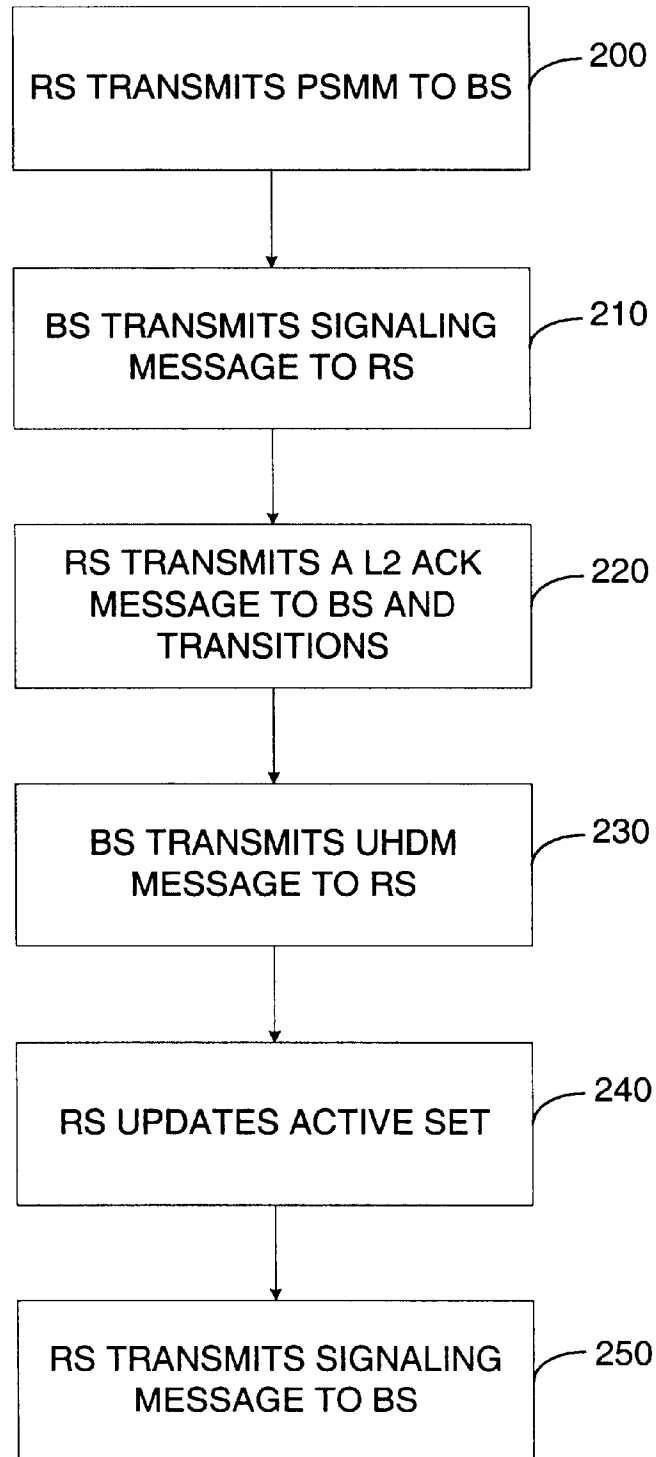 RS TRANSMITS PSMM TO BS
200
BS TRANSMITS SIGNALING
MESSAGE TO RS
210
RS TRANSMITS A L2 ACK
MESSAGE TO BS AND
TRANSITIONS
220
BS TRANSMITS UHDM
MESSAGE TO RS
230
RS UPDATES ACTIVE SET
240
RS TRANSMITS SIGNALING
MESSAGE TO BS
250